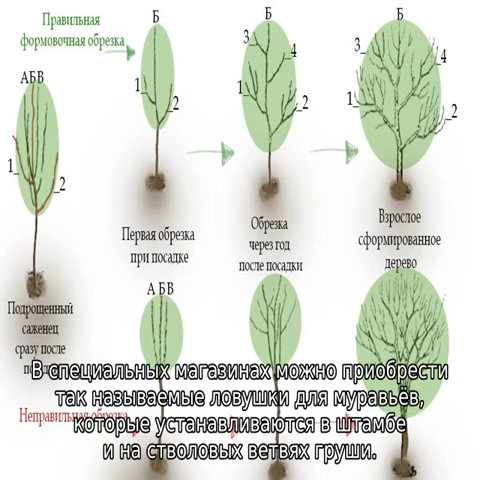 Правильная
формовочная обрезка
Б
Б
Б
3
4
3
4
АБВ
1
2
1
2
1
2
1
2
Первая обрезка
при посадке
Обрезка
через год
после посадки
Взрослое
сформированное
дерево
Подрощенный
саженец
сразу после
А Б В
Неправильная обрезка
В специальных магазинах можно приобрести
так называемые ловушки для муравьёв,
которые устанавливаются в штамбе
и на стволовых ветвях груши.